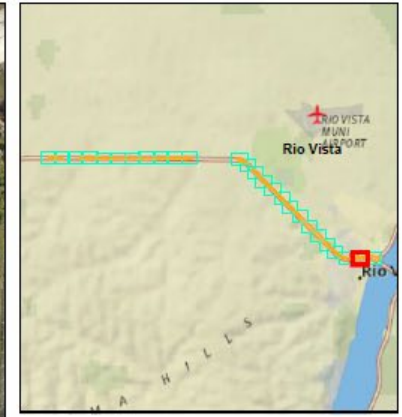 RIO VISTA
MUNI
AIRPORT
Rio Vista
Rio V
M A H I L L S